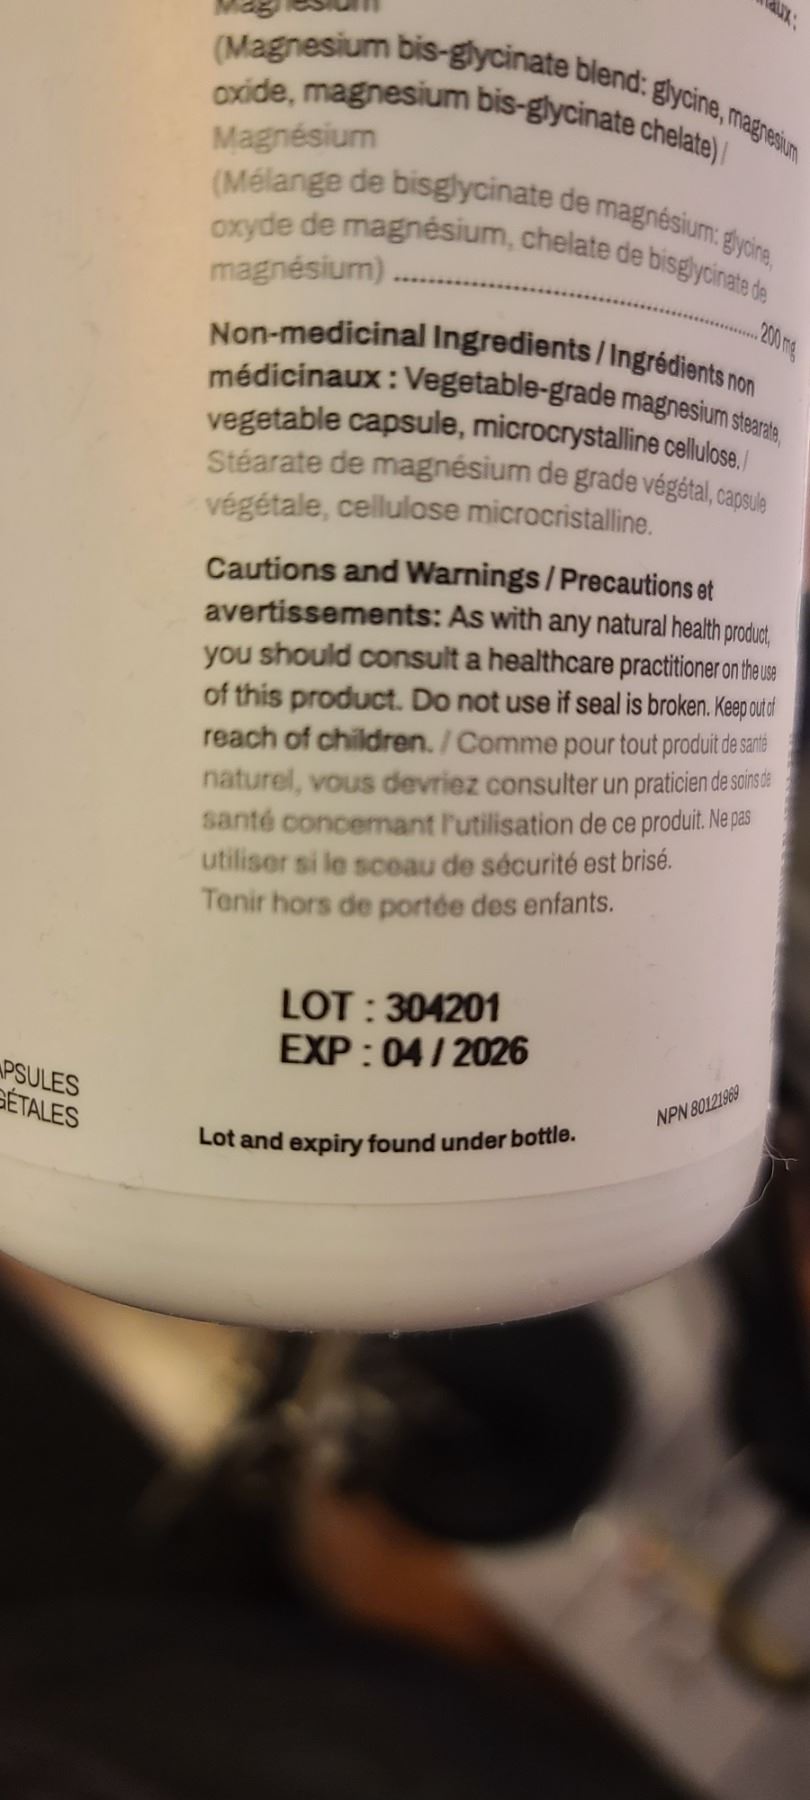 Magnesium
(Magnesium bis-glycinate blend: glycine, magnesium
oxide, magnesium bis-glycinate chelate) /
Magnésium
(Mélange de bisglycinate de magnésium: glycine,
oxyde de magnésium, chelate de bisglycinate de
magnésium) ........................................................ 200 mg
Non-medicinal Ingredients / Ingrédients non
médicinaux : Vegetable-grade magnesium stearate,
vegetable capsule, microcrystalline cellulose. /
Stéarate de magnésium de grade végétal, capsule
végétale, cellulose microcristalline.
Cautions and Warnings / Precautions et
avertissements: As with any natural health product,
you should consult a healthcare practitioner on the use
of this product. Do not use if seal is broken. Keep out of
reach of children. / Comme pour tout produit de santé
naturel, vous devriez consulter un praticien de soins de
santé concernant l'utilisation de ce produit. Ne pas
utiliser si le sceau de sécurité est brisé.
Tenir hors de portée des enfants.
LOT : 304201
EXP : 04 / 2026
APSULES
GÉTALES
NPN 80121969
Lot and expiry found under bottle.